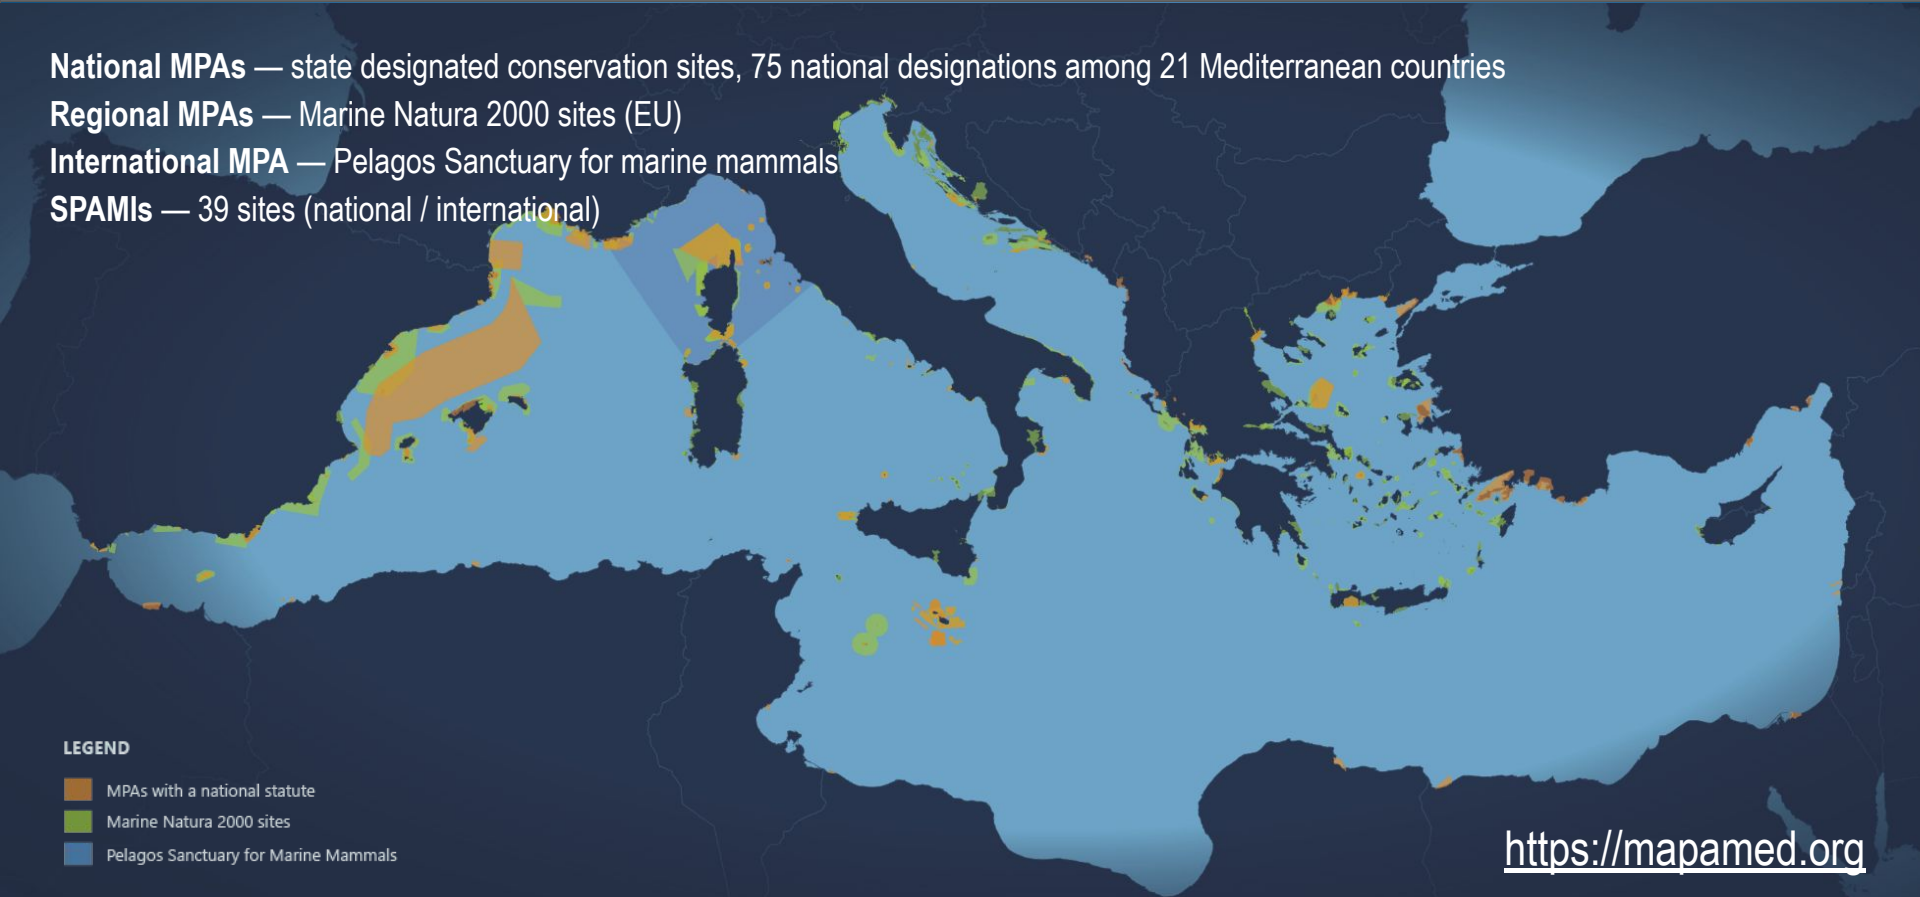 National MPAs — state designated conservation sites, 75 national designations among 21 Mediterranean countries
Regional MPAs — Marine Natura 2000 sites (EU)
International MPA — Pelagos Sanctuary for marine mammals
SPAMIs — 39 sites (national / international)
LEGEND
MPAs with a national statute
Marine Natura 2000 sites
Pelagos Sanctuary for Marine Mammals
https://mapamed.org